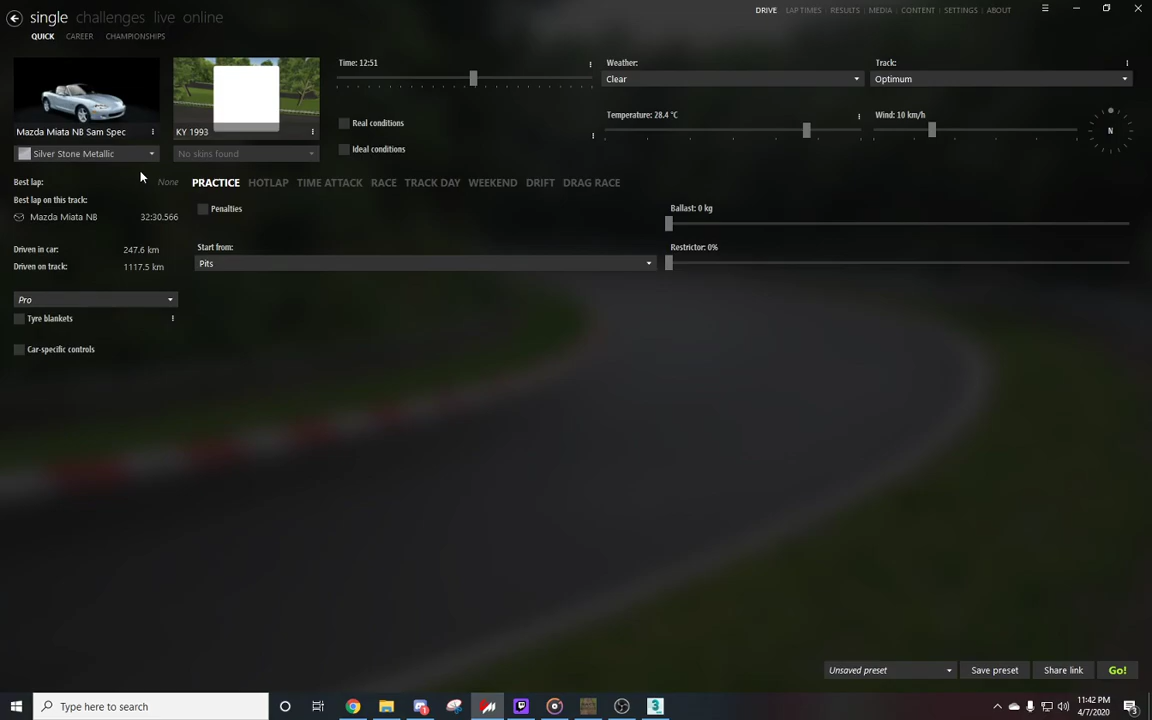 single challenges live online
DRIVE LAP TIMES RESULTS MEDIA CONTENT SETTINGS ABOUT
QUICK CAREER CHAMPIONSHIPS
Time: 12:51
Weather:
Track:
Clear
Optimum
Temperature: 28.4 °C
Wind: 10 km/h
N
Real conditions
Ideal conditions
Mazda Miata NB Sam Spec
KY 1993
Silver Stone Metallic
No skins found
Best lap: None
Best lap on this track:
Mazda Miata NB 32:30.566
Driven in car: 247.6 km
Driven on track: 1117.5 km
Pro
Tyre blankets
Car-specific controls
PRACTICE HOTLAP TIME ATTACK RACE TRACK DAY WEEKEND DRIFT DRAG RACE
Penalties
Ballast: 0 kg
Start from:
Restrictor: 0%
Pits
Unsaved preset Save preset Share link Go!
Type here to search
3
11:42 PM
4/7/2020
3